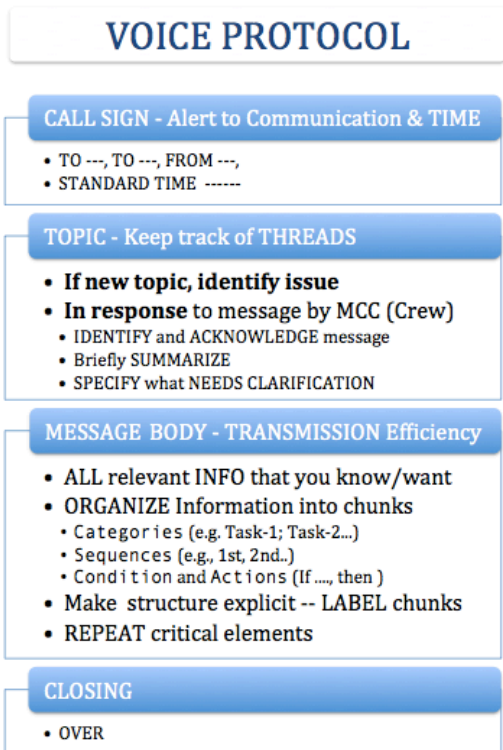 VOICE PROTOCOL
CALL SIGN - Alert to Communication & TIME
• TO ---, TO ---, FROM ---,
• STANDARD TIME ------
TOPIC - Keep track of THREADS
• If new topic, identify issue
• In response to message by MCC (Crew)
• IDENTIFY and ACKNOWLEDGE message
• Briefly SUMMARIZE
• SPECIFY what NEEDS CLARIFICATION
MESSAGE BODY - TRANSMISSION Efficiency
• ALL relevant INFO that you know/want
• ORGANIZE Information into chunks
• Categories (e.g. Task-1; Task-2...)
• Sequences (e.g., 1st, 2nd..)
• Condition and Actions (If ...., then )
• Make structure explicit -- LABEL chunks
• REPEAT critical elements
CLOSING
• OVER